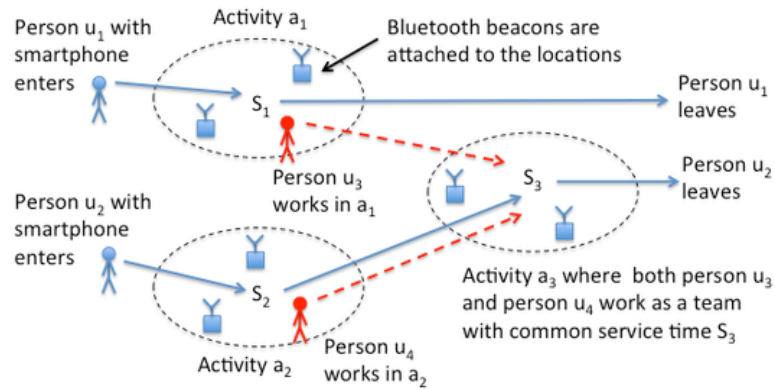 Activity a₁
Person u₁ with
smartphone
enters
Bluetooth beacons are
attached to the locations
S₁
Person u₁
leaves
Person u₃
works in a₁
S₃
Person u₂
leaves
Person u₂ with
smartphone
enters
S₂
Activity a₃ where both person u₃
and person u₄ work as a team
with common service time S₃
Person u₄
works in a₂
Activity a₂